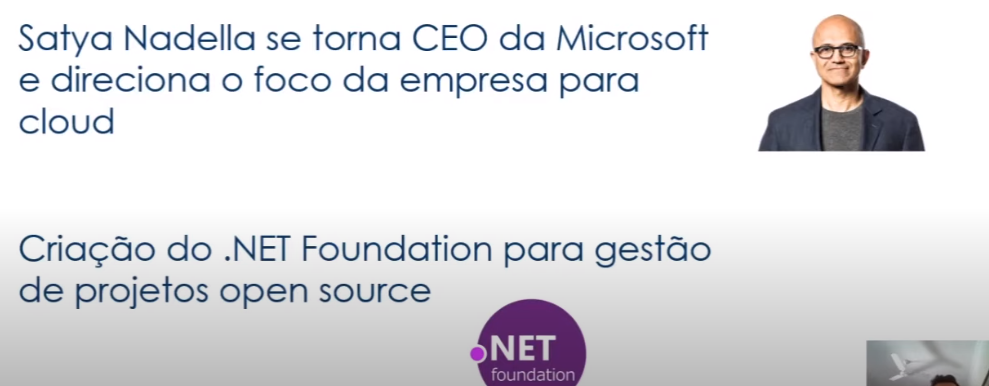 Satya Nadella se torna CEO da Microsoft
e direciona o foco da empresa para
cloud
Criação do .NET Foundation para gestão
de projetos open source
.NET
foundation